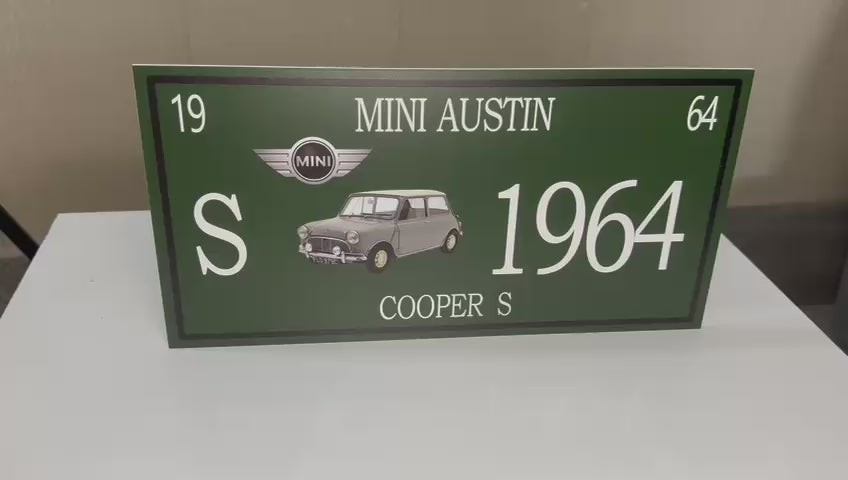 19 MINI AUSTIN 64
MINI
S 1964
COOPER S